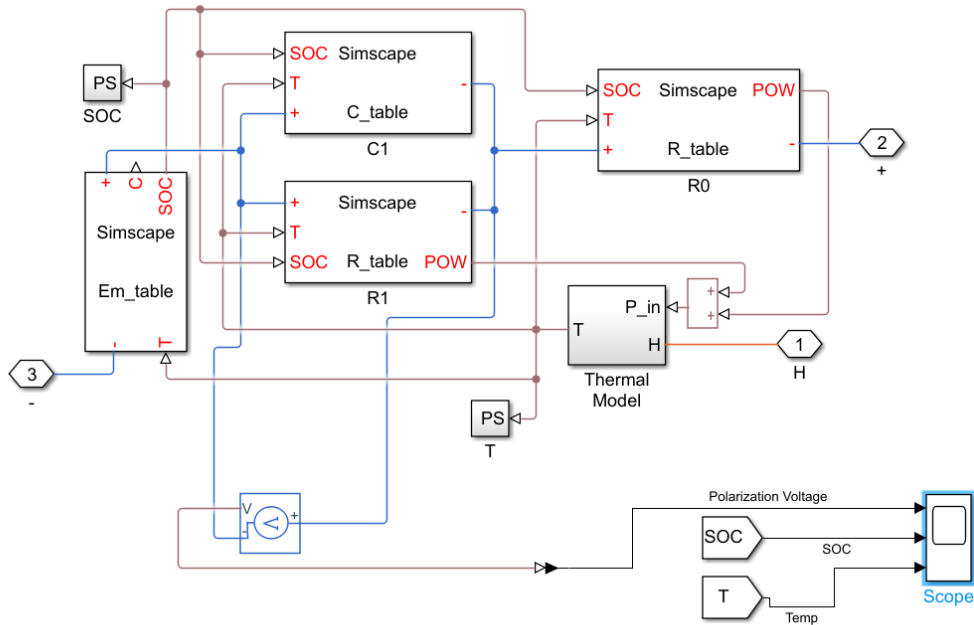 PS
SOC
SOC
Simscape
T
C_table
+
-
C1
SOC
Simscape
POW
T
R_table
+
-
R0
2
+
+
C
SOC
Simscape
Em_table
-
T
+
Simscape
-
T
SOC
R_table
POW
R1
+
+
P_in
T
H
Thermal
Model
1
H
3
-
PS
T
V
-
V
+
Polarization Voltage
SOC
SOC
T
Temp
Scope